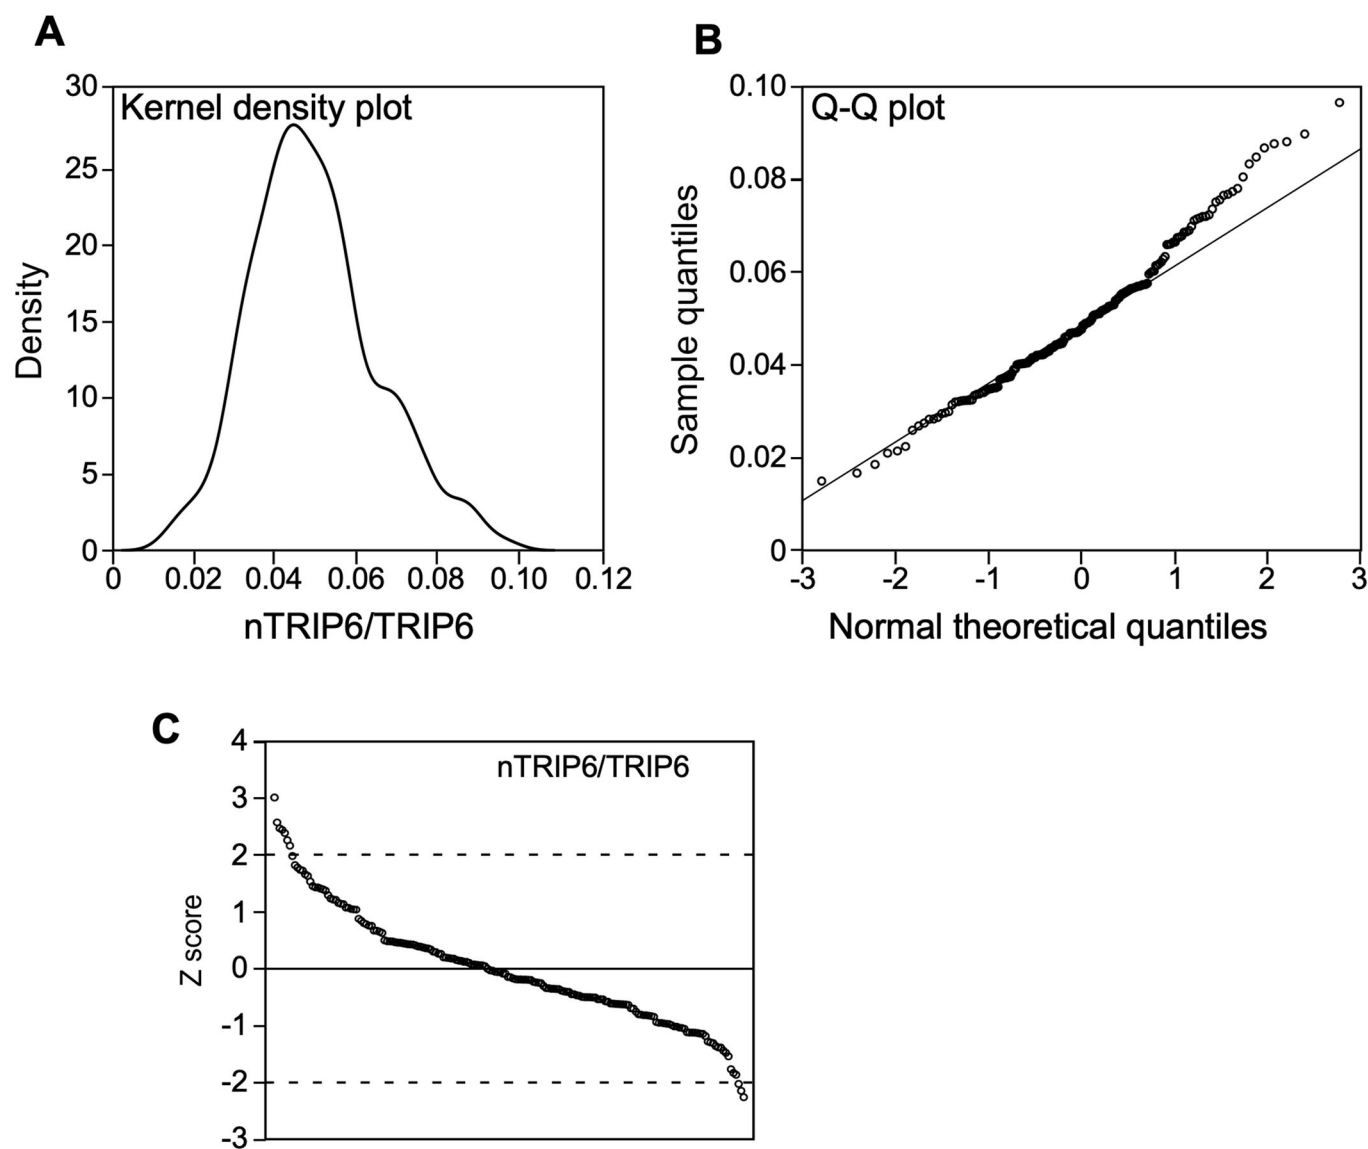 A
Kernel density plot
30
25
20
15
10
5
0
Density
0 0.02 0.04 0.06 0.08 0.10 0.12
nTRIP6/TRIP6
B
Q-Q plot
0.10
0.08
0.06
0.04
0.02
0
Sample quantiles
-3 -2 -1 0 1 2 3
Normal theoretical quantiles
C
nTRIP6/TRIP6
4
3
2
1
0
-1
-2
-3
Z score